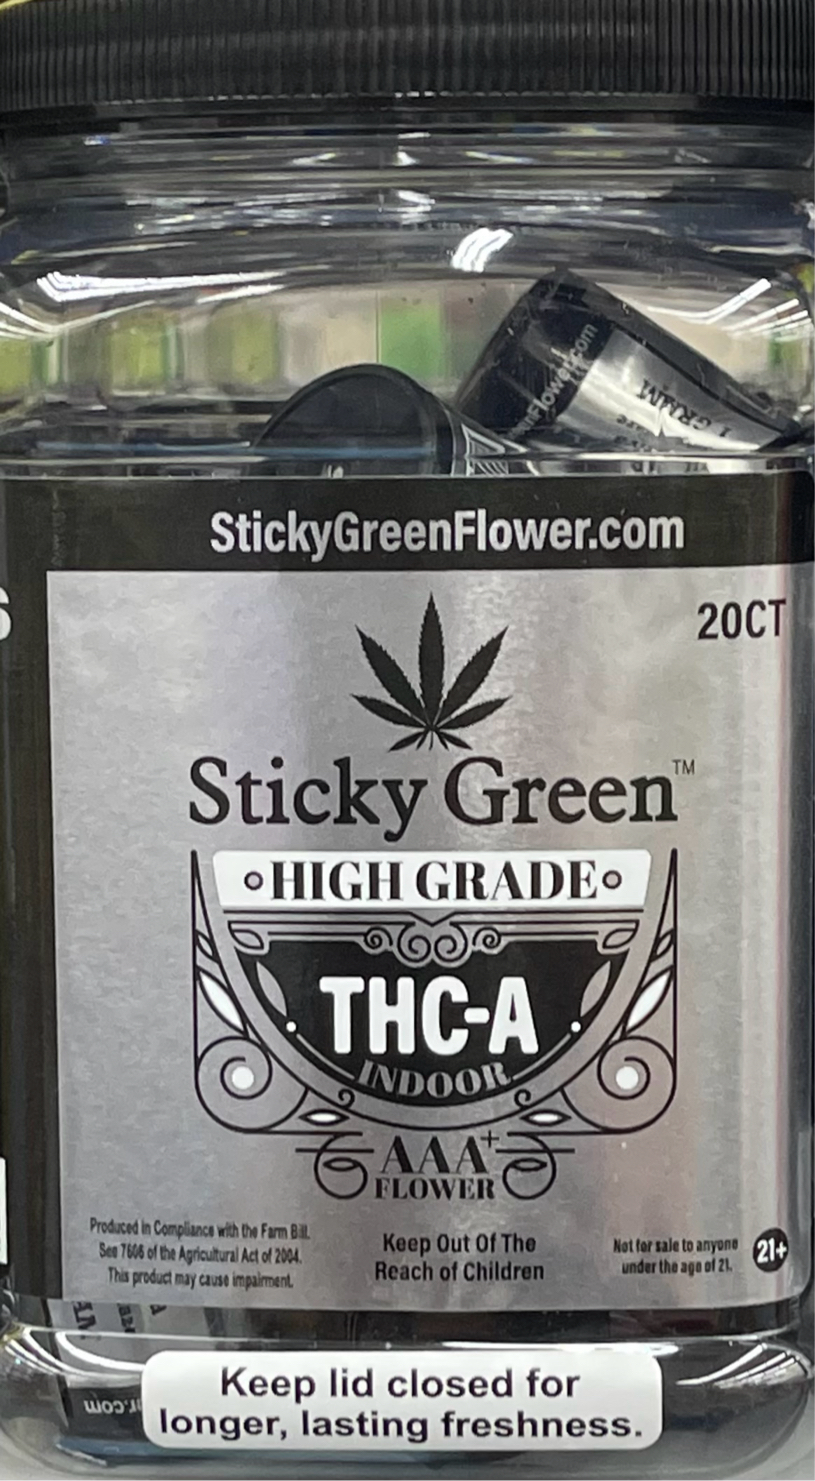 1 GRAMM
StickyGreenFlower.com
20CT
Sticky Green™
HIGH GRADE
THC-A
INDOOR
AAA+
FLOWER
Produced in Compliance with the Farm Bill.
See 7606 of the Agricultural Act of 2004.
This product may cause impairment.
Keep Out Of The
Reach of Children
Not for sale to anyone
under the age of 21.
21+
Keep lid closed for
longer, lasting freshness.